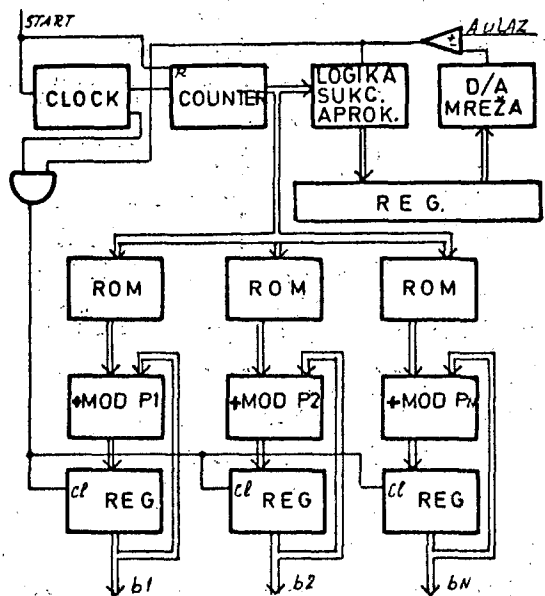 START
A ULAZ
±
CLOCK
R
COUNTER
LOGIKA
SUKC.
APROK.
D/A
MREŽA
REG.
ROM
ROM
ROM
+MOD P1
+MOD P2
+MOD PN
Cl REG
Cl REG
Cl REG
b1
b2
bN